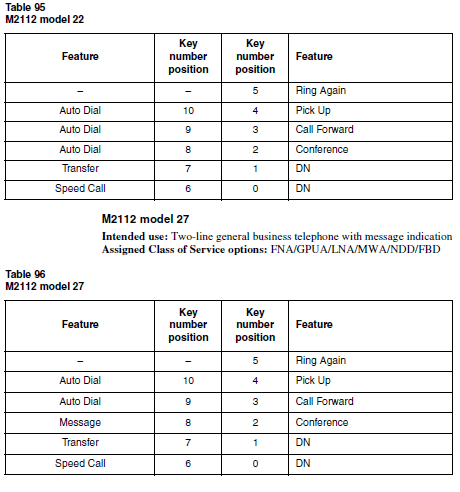 Table 95
M2112 model 22
Feature Key number position Key number position Feature
– – 5 Ring Again
Auto Dial 10 4 Pick Up
Auto Dial 9 3 Call Forward
Auto Dial 8 2 Conference
Transfer 7 1 DN
Speed Call 6 0 DN
M2112 model 27
Intended use: Two-line general business telephone with message indication
Assigned Class of Service options: FNA/GPUA/LNA/MWA/NDD/FBD
Table 96
M2112 model 27
Feature Key number position Key number position Feature
– – 5 Ring Again
Auto Dial 10 4 Pick Up
Auto Dial 9 3 Call Forward
Message 8 2 Conference
Transfer 7 1 DN
Speed Call 6 0 DN